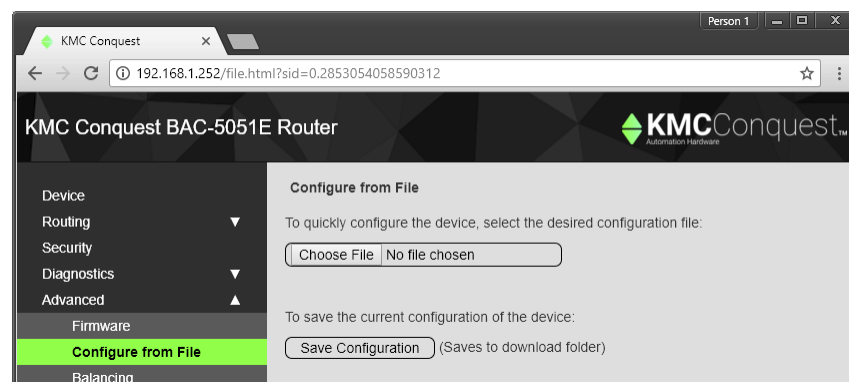 Person 1
KMC Conquest
192.168.1.252/file.html?sid=0.2853054058590312
KMC Conquest BAC-5051E Router
KMCConquest™
Automation Hardware
Device
Routing
Security
Diagnostics
Advanced
Firmware
Configure from File
Balancing
Configure from File
To quickly configure the device, select the desired configuration file:
Choose File No file chosen
To save the current configuration of the device:
Save Configuration (Saves to download folder)